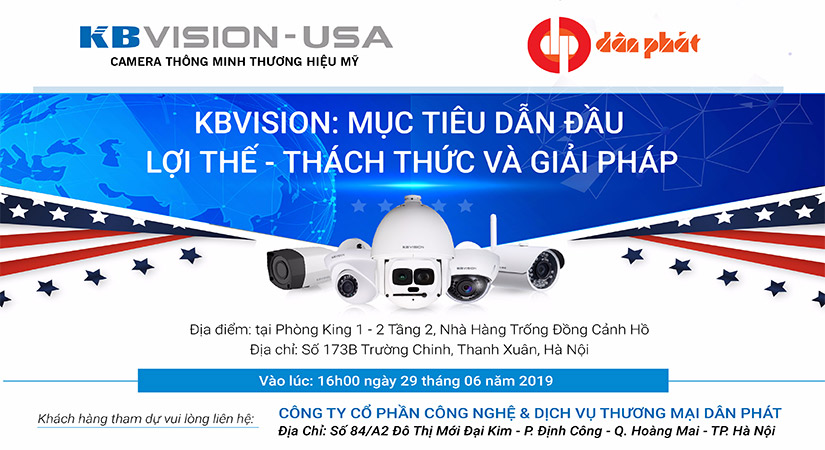 KBVISION-USA
CAMERA THÔNG MINH THƯƠNG HIỆU MỸ
dân phát
KBVISION: MỤC TIÊU DẪN ĐẦU
LỢI THẾ - THÁCH THỨC VÀ GIẢI PHÁP
KBVISION
KBVISION
Địa điểm: tại Phòng King 1 - 2 Tầng 2, Nhà Hàng Trống Đồng Cảnh Hồ
Địa chỉ: Số 173B Trường Chinh, Thanh Xuân, Hà Nội
Vào lúc: 16h00 ngày 29 tháng 06 năm 2019
Khách hàng tham dự vui lòng liên hệ:
CÔNG TY CỔ PHẦN CÔNG NGHỆ & DỊCH VỤ THƯƠNG MẠI DÂN PHÁT
Địa Chỉ: Số 84/A2 Đô Thị Mới Đại Kim - P. Định Công - Q. Hoàng Mai - TP. Hà Nội